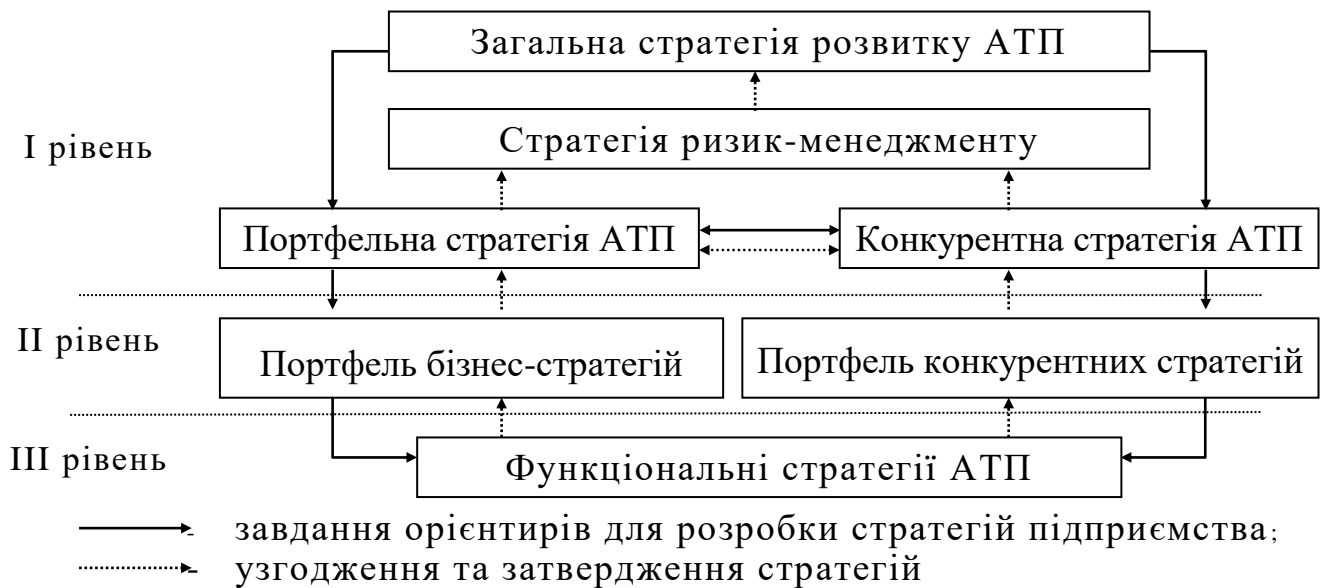 Загальна стратегія розвитку АТП
Стратегія ризик-менеджменту
І рівень
Портфельна стратегія АТП
Конкурентна стратегія АТП
ІІ рівень
Портфель бізнес-стратегій
Портфель конкурентних стратегій
ІІІ рівень
Функціональні стратегії АТП
- завдання орієнтирів для розробки стратегій підприємства;
- узгодження та затвердження стратегій